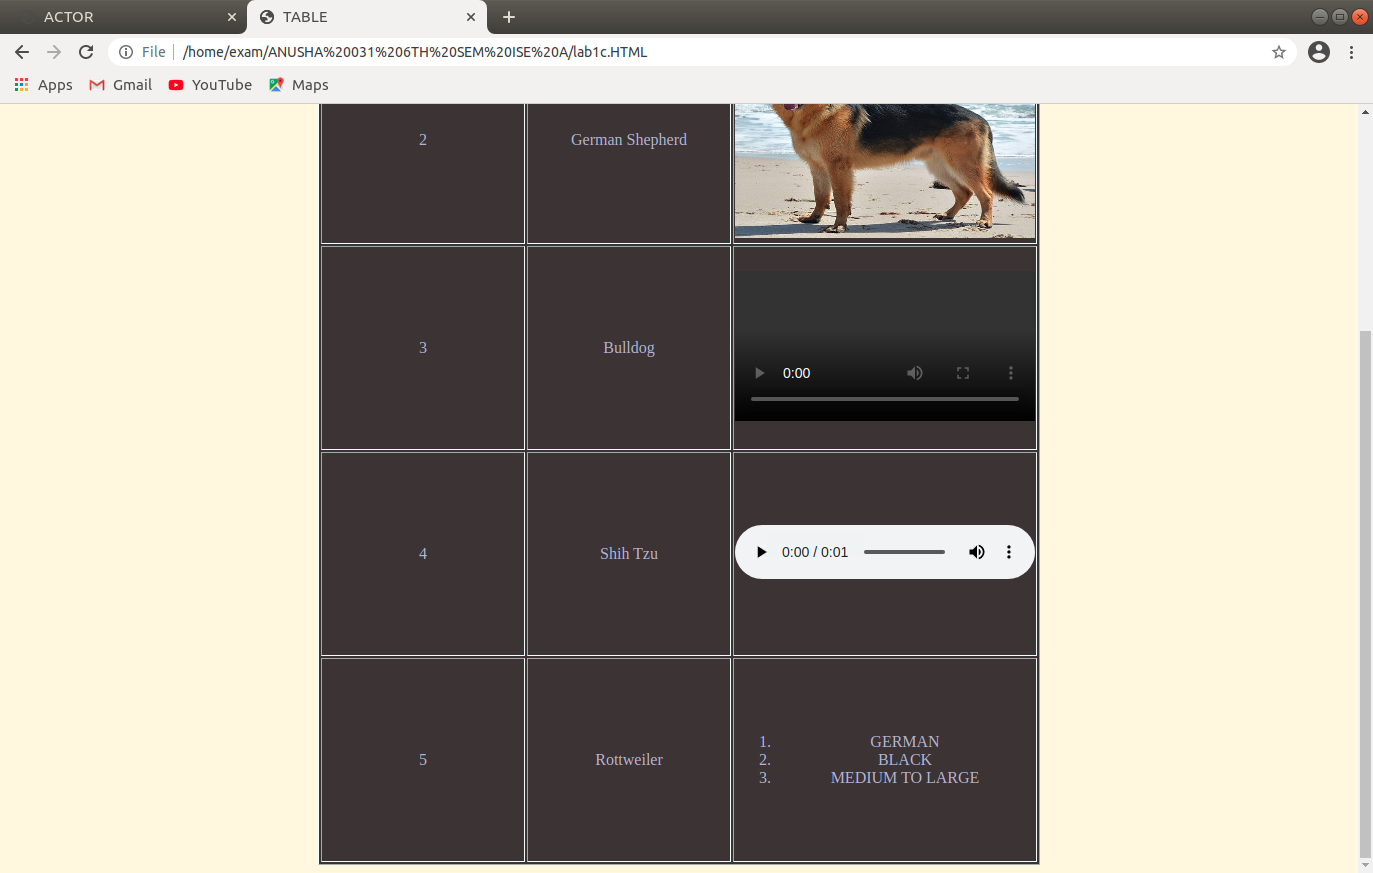 ACTOR
TABLE
File
/home/exam/ANUSHA%20031%206TH%20SEM%20ISE%20A/lab1c.HTML
Apps
Gmail
YouTube
Maps
2
German Shepherd
3
Bulldog
0:00
4
Shih Tzu
0:00 / 0:01
5
Rottweiler
1. GERMAN
2. BLACK
3. MEDIUM TO LARGE